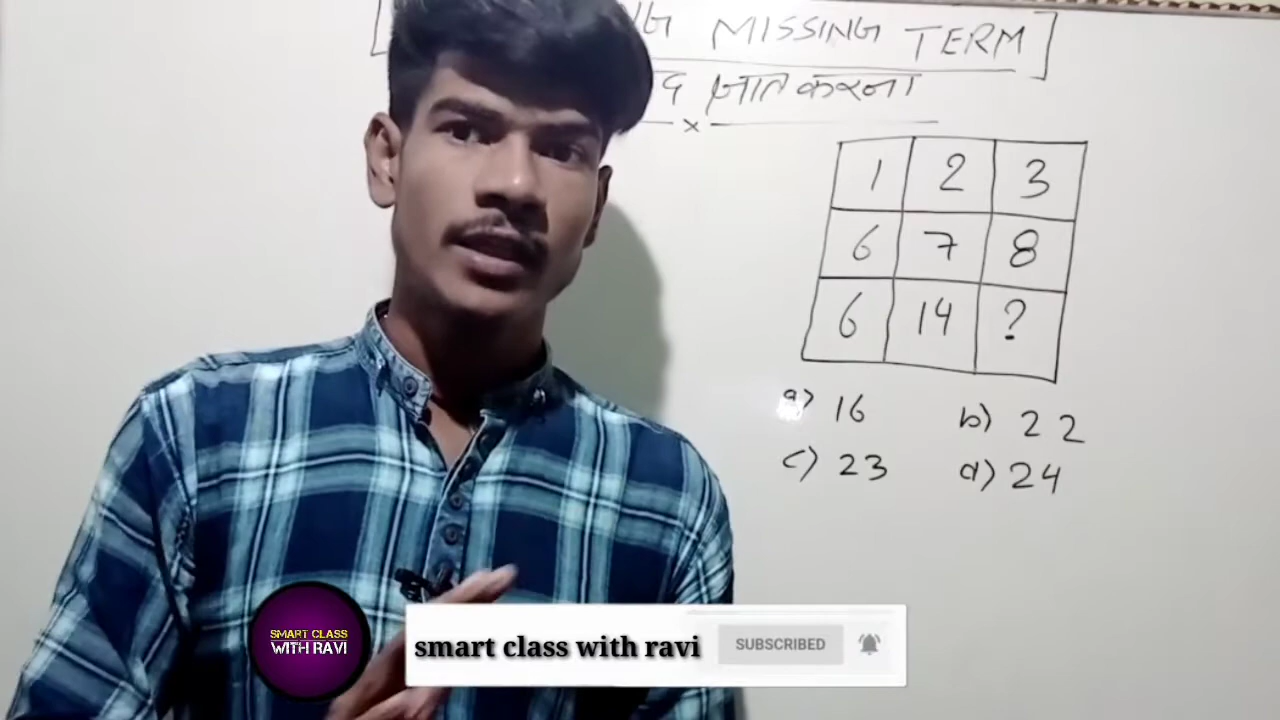 MISSING TERM
ज्ञात करना
1 2 3
6 7 8
6 14 ?
a) 16 b) 22
c) 23 d) 24
SMART CLASS
WITH RAVI
smart class with ravi SUBSCRIBED